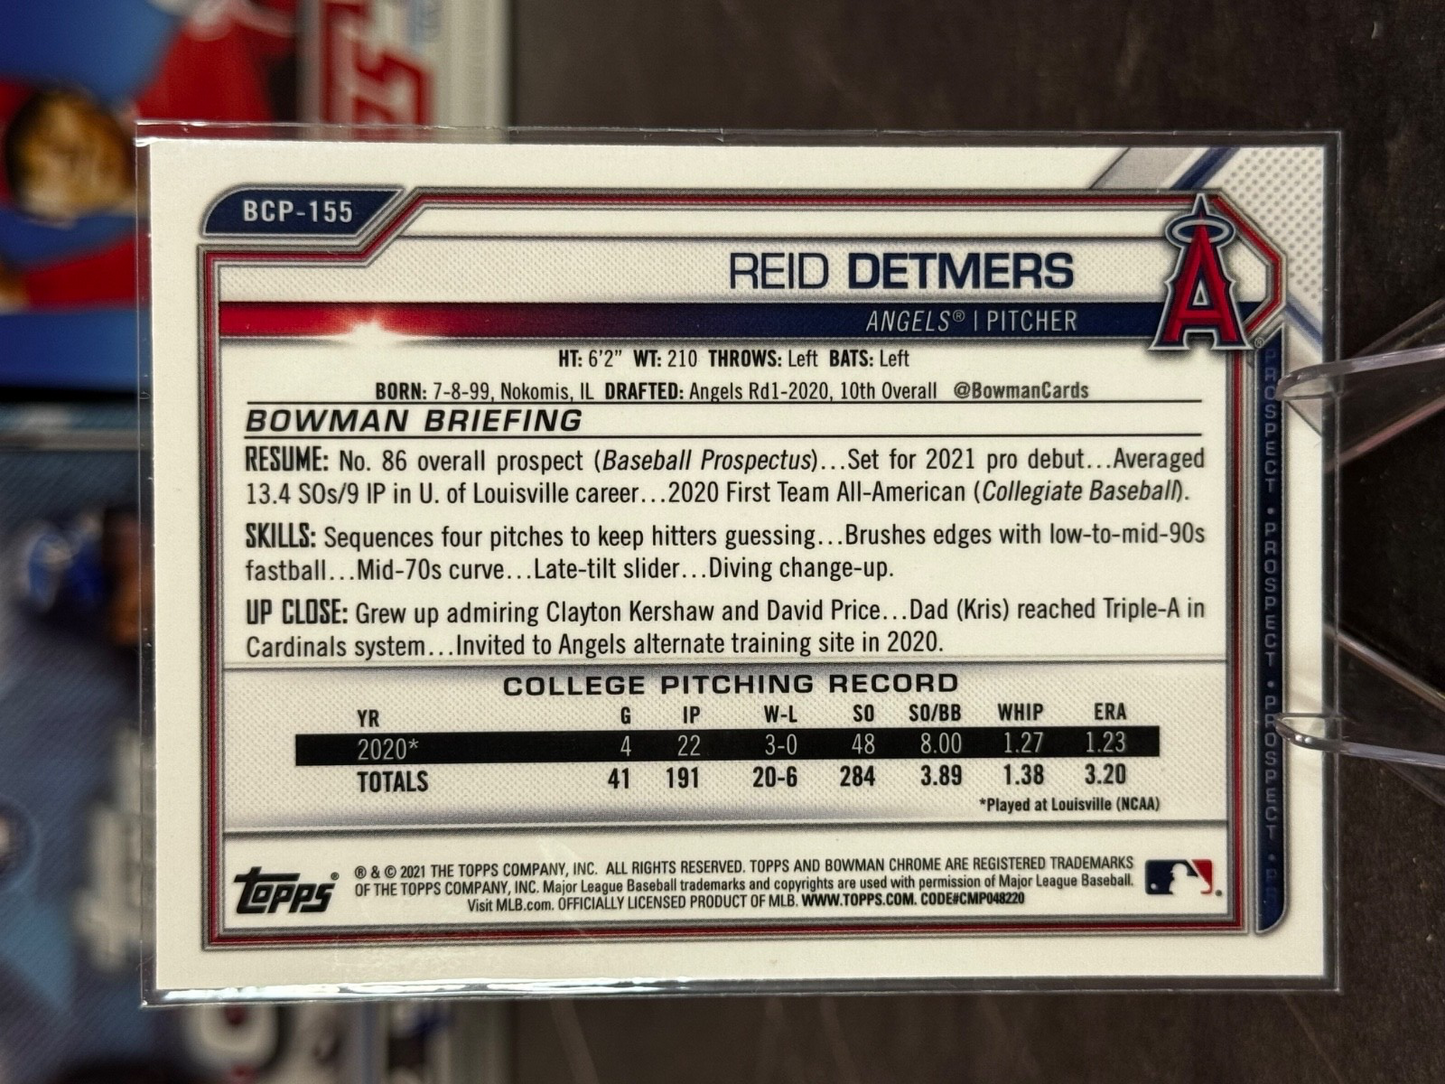 BCP-155
REID DETMERS
ANGELS® | PITCHER
HT: 6'2" WT: 210 THROWS: Left BATS: Left
BORN: 7-8-99, Nokomis, IL DRAFTED: Angels Rd1-2020, 10th Overall @BowmanCards
BOWMAN BRIEFING
RESUME: No. 86 overall prospect (Baseball Prospectus)...Set for 2021 pro debut...Averaged
13.4 SOs/9 IP in U. of Louisville career...2020 First Team All-American (Collegiate Baseball).
SKILLS: Sequences four pitches to keep hitters guessing...Brushes edges with low-to-mid-90s
fastball...Mid-70s curve...Late-tilt slider...Diving change-up.
UP CLOSE: Grew up admiring Clayton Kershaw and David Price...Dad (Kris) reached Triple-A in
Cardinals system...Invited to Angels alternate training site in 2020.
COLLEGE PITCHING RECORD
YR G IP W-L SO SO/BB WHIP ERA
2020* 4 22 3-0 48 8.00 1.27 1.23
TOTALS 41 191 20-6 284 3.89 1.38 3.20
*Played at Louisville (NCAA)
Topps®
® & © 2021 THE TOPPS COMPANY, INC. ALL RIGHTS RESERVED. TOPPS AND BOWMAN CHROME ARE REGISTERED TRADEMARKS
OF THE TOPPS COMPANY, INC. Major League Baseball trademarks and copyrights are used with permission of Major League Baseball.
Visit MLB.com. OFFICIALLY LICENSED PRODUCT OF MLB. WWW.TOPPS.COM. CODE#CMP048220
A
PROSPECT • PROSPECT • PROSPECT • PR